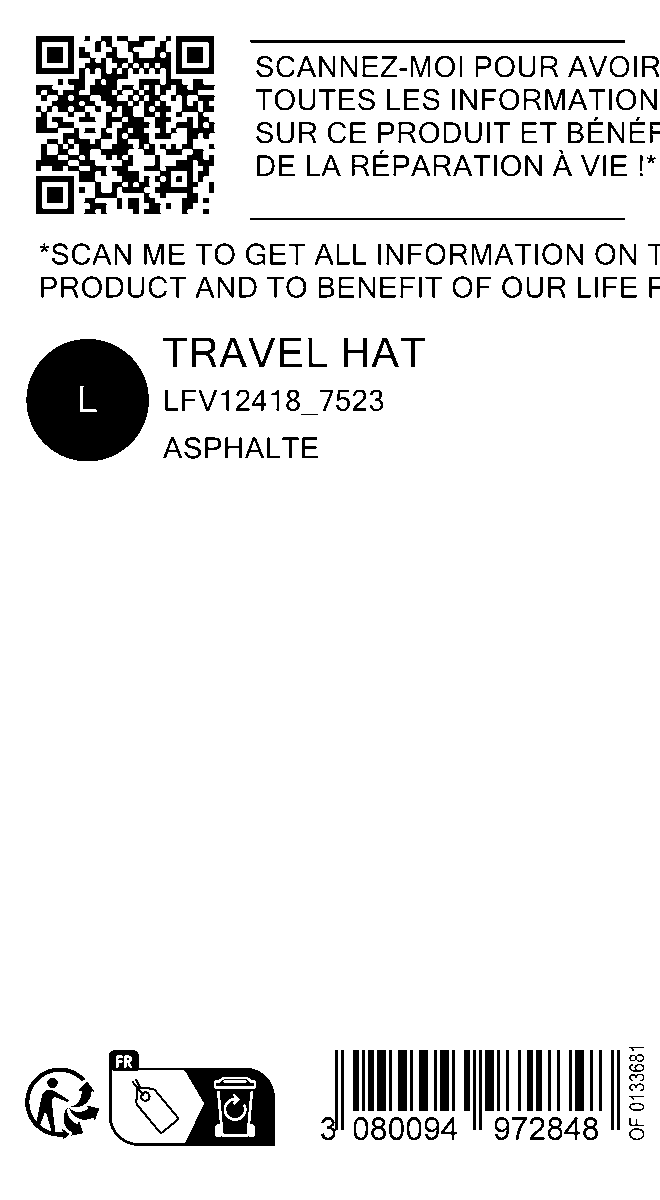 SCANNEZ-MOI POUR AVOIR
TOUTES LES INFORMATION
SUR CE PRODUIT ET BÉNÉF
DE LA RÉPARATION À VIE !*
*SCAN ME TO GET ALL INFORMATION ON T
PRODUCT AND TO BENEFIT OF OUR LIFE R
L
TRAVEL HAT
LFV12418_7523
ASPHALTE
FR
3 080094 972848
OF 0133681